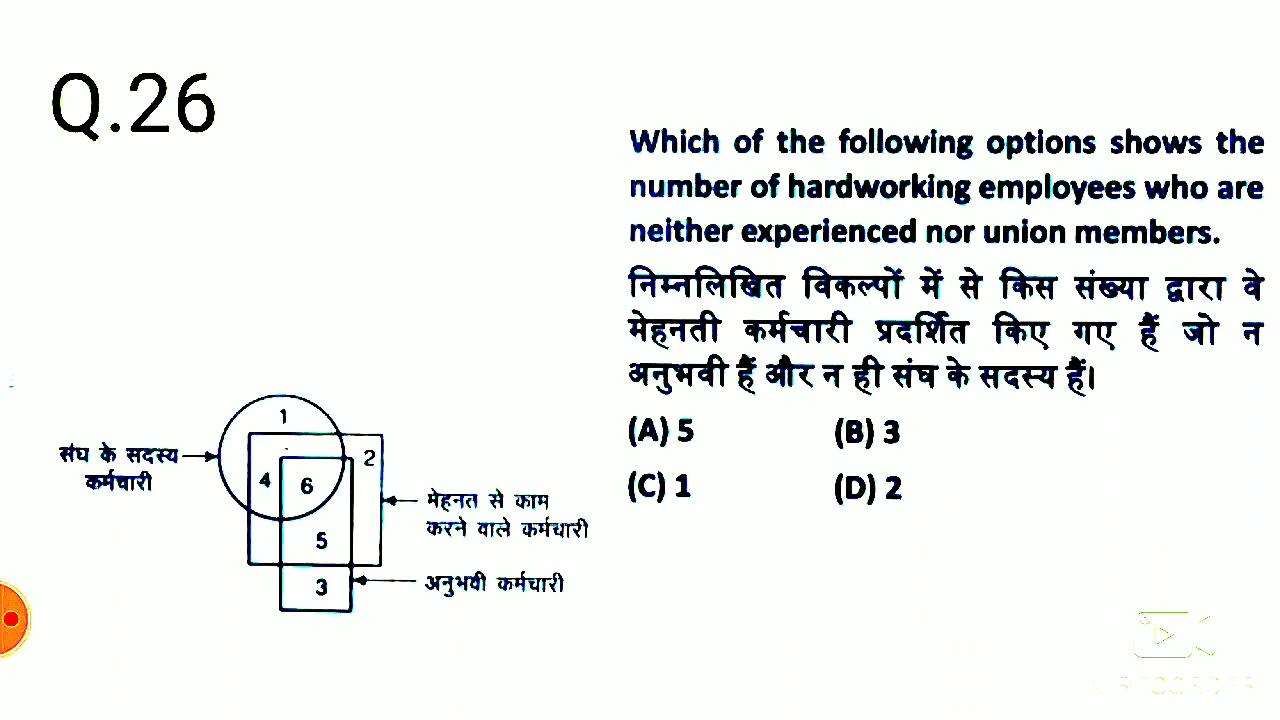 Q.26
Which of the following options shows the
number of hardworking employees who are
neither experienced nor union members.
निम्नलिखित विकल्पों में से किस संख्या द्वारा वे
मेहनती कर्मचारी प्रदर्शित किए गए हैं जो न
अनुभवी हैं और न ही संघ के सदस्य हैं।
(A) 5 (B) 3
(C) 1 (D) 2
1
संघ के सदस्य
कर्मचारी
2
4
6
मेहनत से काम
करने वाले कर्मचारी
5
3
अनुभवी कर्मचारी